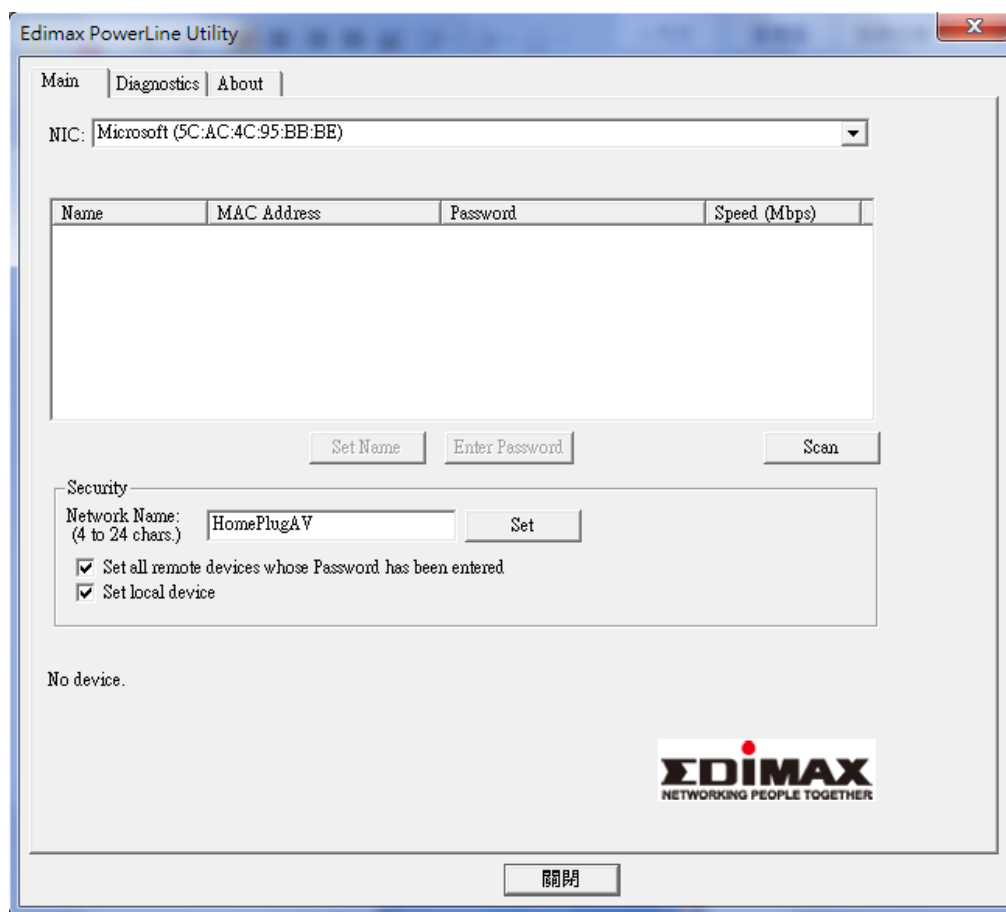 Edimax PowerLine Utility
Main Diagnostics About
NIC: Microsoft (5C:AC:4C:95:BB:BE)
Name MAC Address Password Speed (Mbps)
Set Name Enter Password Scan
Security
Network Name:
(4 to 24 chars.) HomePlugAV Set
Set all remote devices whose Password has been entered
Set local device
No device.
EDIMAX
NETWORKING PEOPLE TOGETHER
關閉